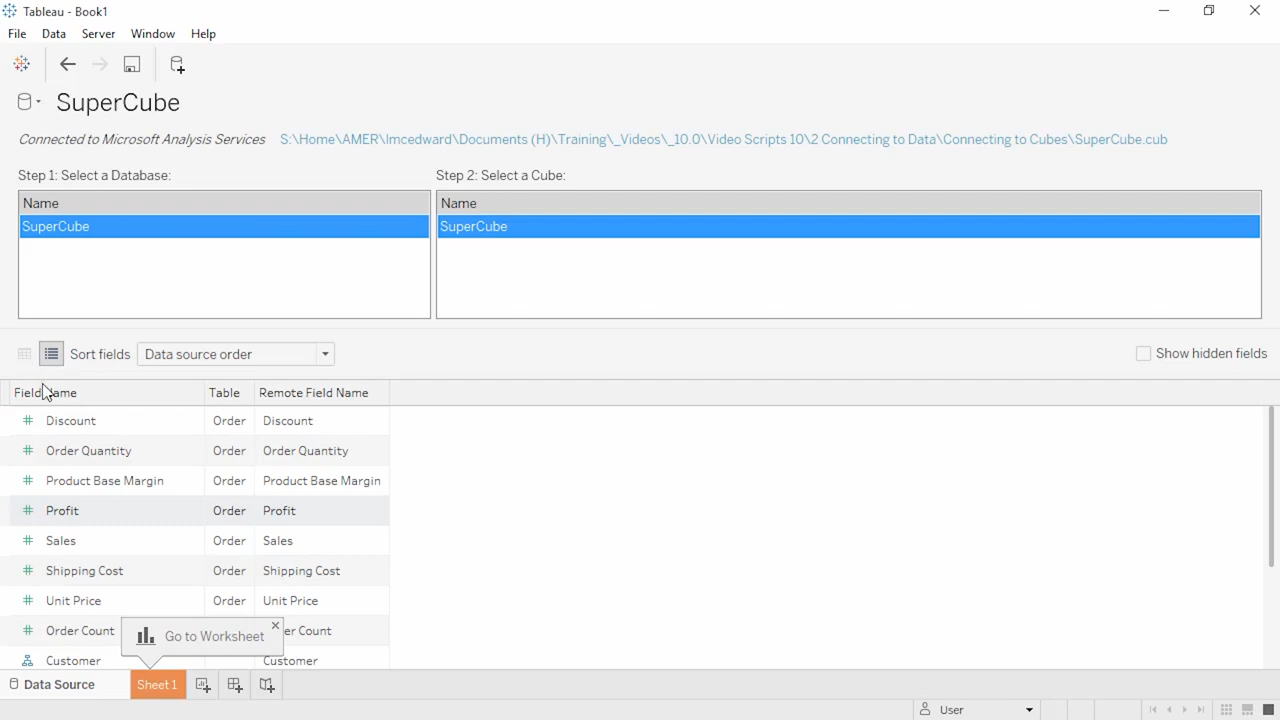 Tableau - Book1
File Data Server Window Help
SuperCube
Connected to Microsoft Analysis Services S:\Home\AMER\lmcedward\Documents (H)\Training\_Videos\_10.0\Video Scripts 10\2 Connecting to Data\Connecting to Cubes\SuperCube.cub
Step 1: Select a Database: Step 2: Select a Cube:
Name Name
SuperCube SuperCube
Sort fields Data source order Show hidden fields
Field Name Table Remote Field Name
# Discount Order Discount
# Order Quantity Order Order Quantity
# Product Base Margin Order Product Base Margin
# Profit Order Profit
# Sales Order Sales
# Shipping Cost Order Shipping Cost
# Unit Price Order Unit Price
# Order Count Go to Worksheet er Count
Customer Customer
Data Source Sheet 1
User